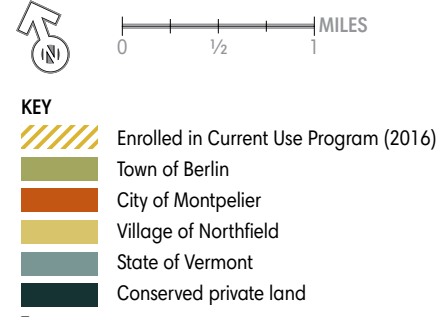 N
MILES
0 ½ 1
KEY
Enrolled in Current Use Program (2016)
Town of Berlin
City of Montpelier
Village of Northfield
State of Vermont
Conserved private land